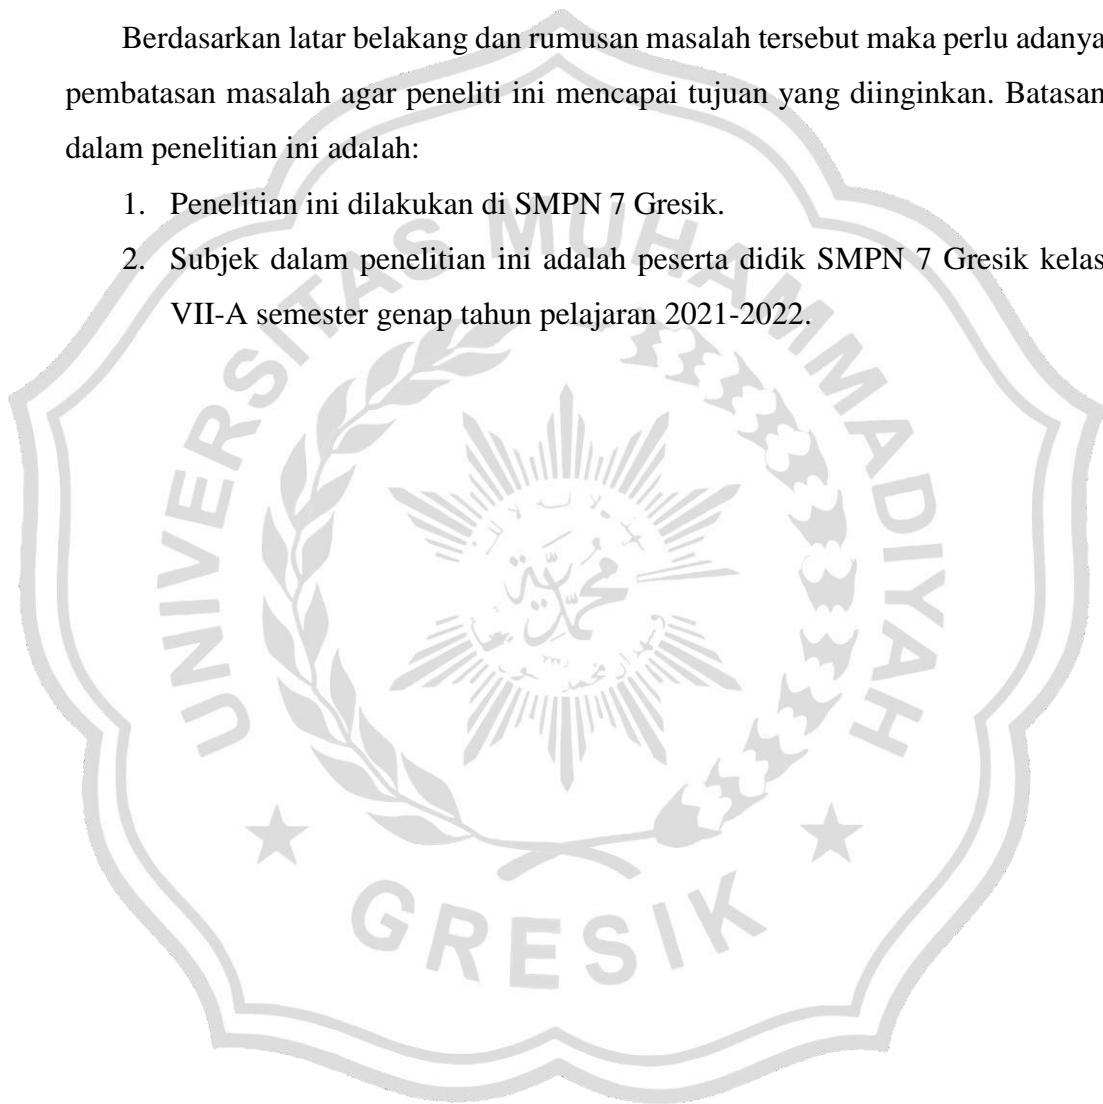 Berdasarkan latar belakang dan rumusan masalah tersebut maka perlu adanya
pembatasan masalah agar peneliti ini mencapai tujuan yang diinginkan. Batasan
dalam penelitian ini adalah:
1. Penelitian ini dilakukan di SMPN 7 Gresik.
2. Subjek dalam penelitian ini adalah peserta didik SMPN 7 Gresik kelas
VII-A semester genap tahun pelajaran 2021-2022.
UNIVERSITAS MUHAMMADIYAH
محمد
GRESIK